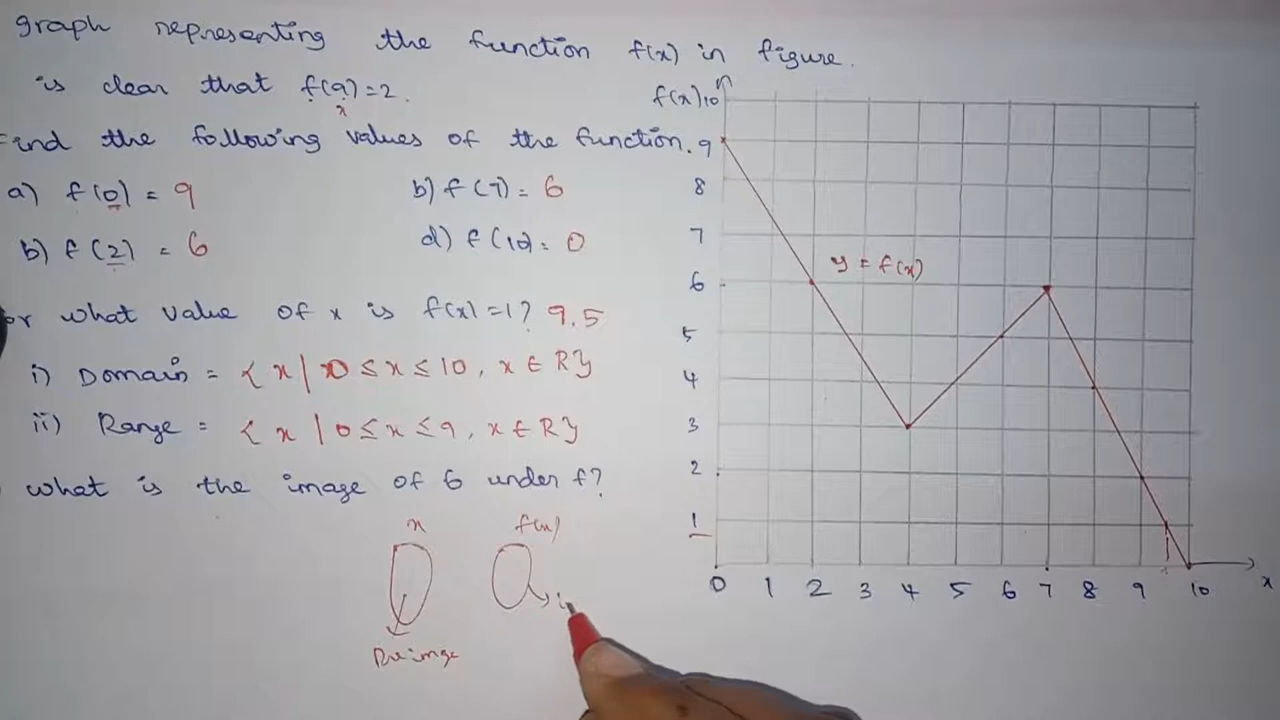 graph representing the function f(x) in figure.
is clear that f(9)=2.
x
ind the following values of the function.
a) f(0) = 9
b) f(7) = 6
b) f(2) = 6
d) f(10) = 0
or what value of x is f(x)=1? 9.5
i) Domain = { x | 0 ≤ x ≤ 10, x ∈ R}
ii) Range = { x | 0 ≤ x ≤ 9, x ∈ R}
what is the image of 6 under f?
x f(x)
f(x) 10
9
8
7
6
5
4
3
2
1
y = f(x)
0 1 2 3 4 5 6 7 8 9 10 x